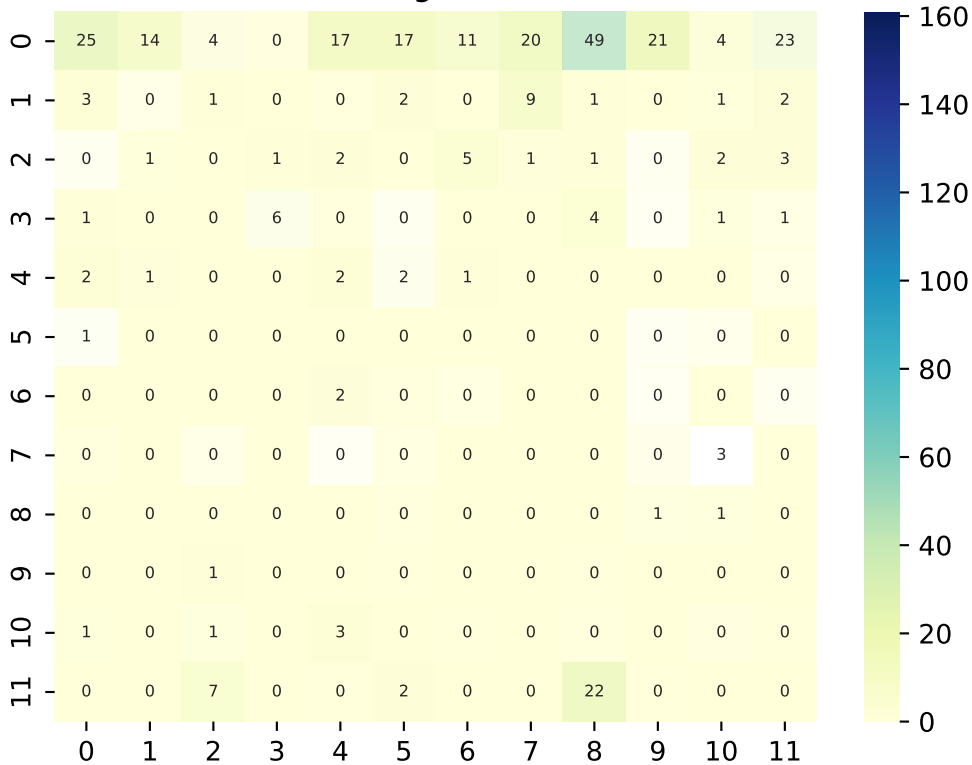 0 25 14 4 0 17 17 11 20 49 21 4 23
1 3 0 1 0 0 2 0 9 1 0 1 2
2 0 1 0 1 2 0 5 1 1 0 2 3
3 1 0 0 6 0 0 0 0 4 0 1 1
4 2 1 0 0 2 2 1 0 0 0 0 0
5 1 0 0 0 0 0 0 0 0 0 0 0
6 0 0 0 0 2 0 0 0 0 0 0 0
7 0 0 0 0 0 0 0 0 0 0 3 0
8 0 0 0 0 0 0 0 0 0 1 1 0
9 0 0 1 0 0 0 0 0 0 0 0 0
10 1 0 1 0 3 0 0 0 0 0 0 0
11 0 0 7 0 0 2 0 0 22 0 0 0
0 1 2 3 4 5 6 7 8 9 10 11
160
140
120
100
80
60
40
20
0